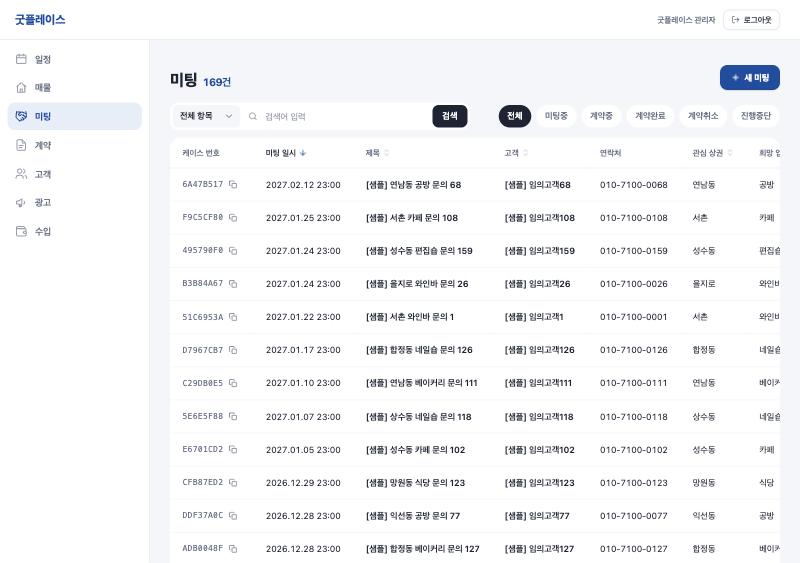 굿플레이스
굿플레이스 관리자 로그아웃
일정
매물
미팅
계약
고객
광고
수입
미팅 169건
새 미팅
전체 항목 검색어 입력 검색 전체 미팅중 계약중 계약완료 계약취소 진행중단
케이스 번호 미팅 일시 제목 고객 연락처 관심 상권 희망 업
6A47B517 2027.02.12 23:00 [샘플] 연남동 공방 문의 68 [샘플] 임의고객68 010-7100-0068 연남동 공방
F9C5CF80 2027.01.25 23:00 [샘플] 서촌 카페 문의 108 [샘플] 임의고객108 010-7100-0108 서촌 카페
495790F0 2027.01.24 23:00 [샘플] 성수동 편집숍 문의 159 [샘플] 임의고객159 010-7100-0159 성수동 편집숍
B3B84A67 2027.01.24 23:00 [샘플] 을지로 와인바 문의 26 [샘플] 임의고객26 010-7100-0026 을지로 와인바
51C6953A 2027.01.22 23:00 [샘플] 서촌 와인바 문의 1 [샘플] 임의고객1 010-7100-0001 서촌 와인바
D7967CB7 2027.01.17 23:00 [샘플] 합정동 네일숍 문의 126 [샘플] 임의고객126 010-7100-0126 합정동 네일숍
C29DB0E5 2027.01.10 23:00 [샘플] 연남동 베이커리 문의 111 [샘플] 임의고객111 010-7100-0111 연남동 베이커
5E6E5F88 2027.01.07 23:00 [샘플] 상수동 네일숍 문의 118 [샘플] 임의고객118 010-7100-0118 상수동 네일숍
E6701CD2 2027.01.05 23:00 [샘플] 성수동 카페 문의 102 [샘플] 임의고객102 010-7100-0102 성수동 카페
CFB87ED2 2026.12.29 23:00 [샘플] 망원동 식당 문의 123 [샘플] 임의고객123 010-7100-0123 망원동 식당
DDF37A0C 2026.12.28 23:00 [샘플] 익선동 공방 문의 77 [샘플] 임의고객77 010-7100-0077 익선동 공방
ADB0048F 2026.12.28 23:00 [샘플] 합정동 베이커리 문의 127 [샘플] 임의고객127 010-7100-0127 합정동 베이커